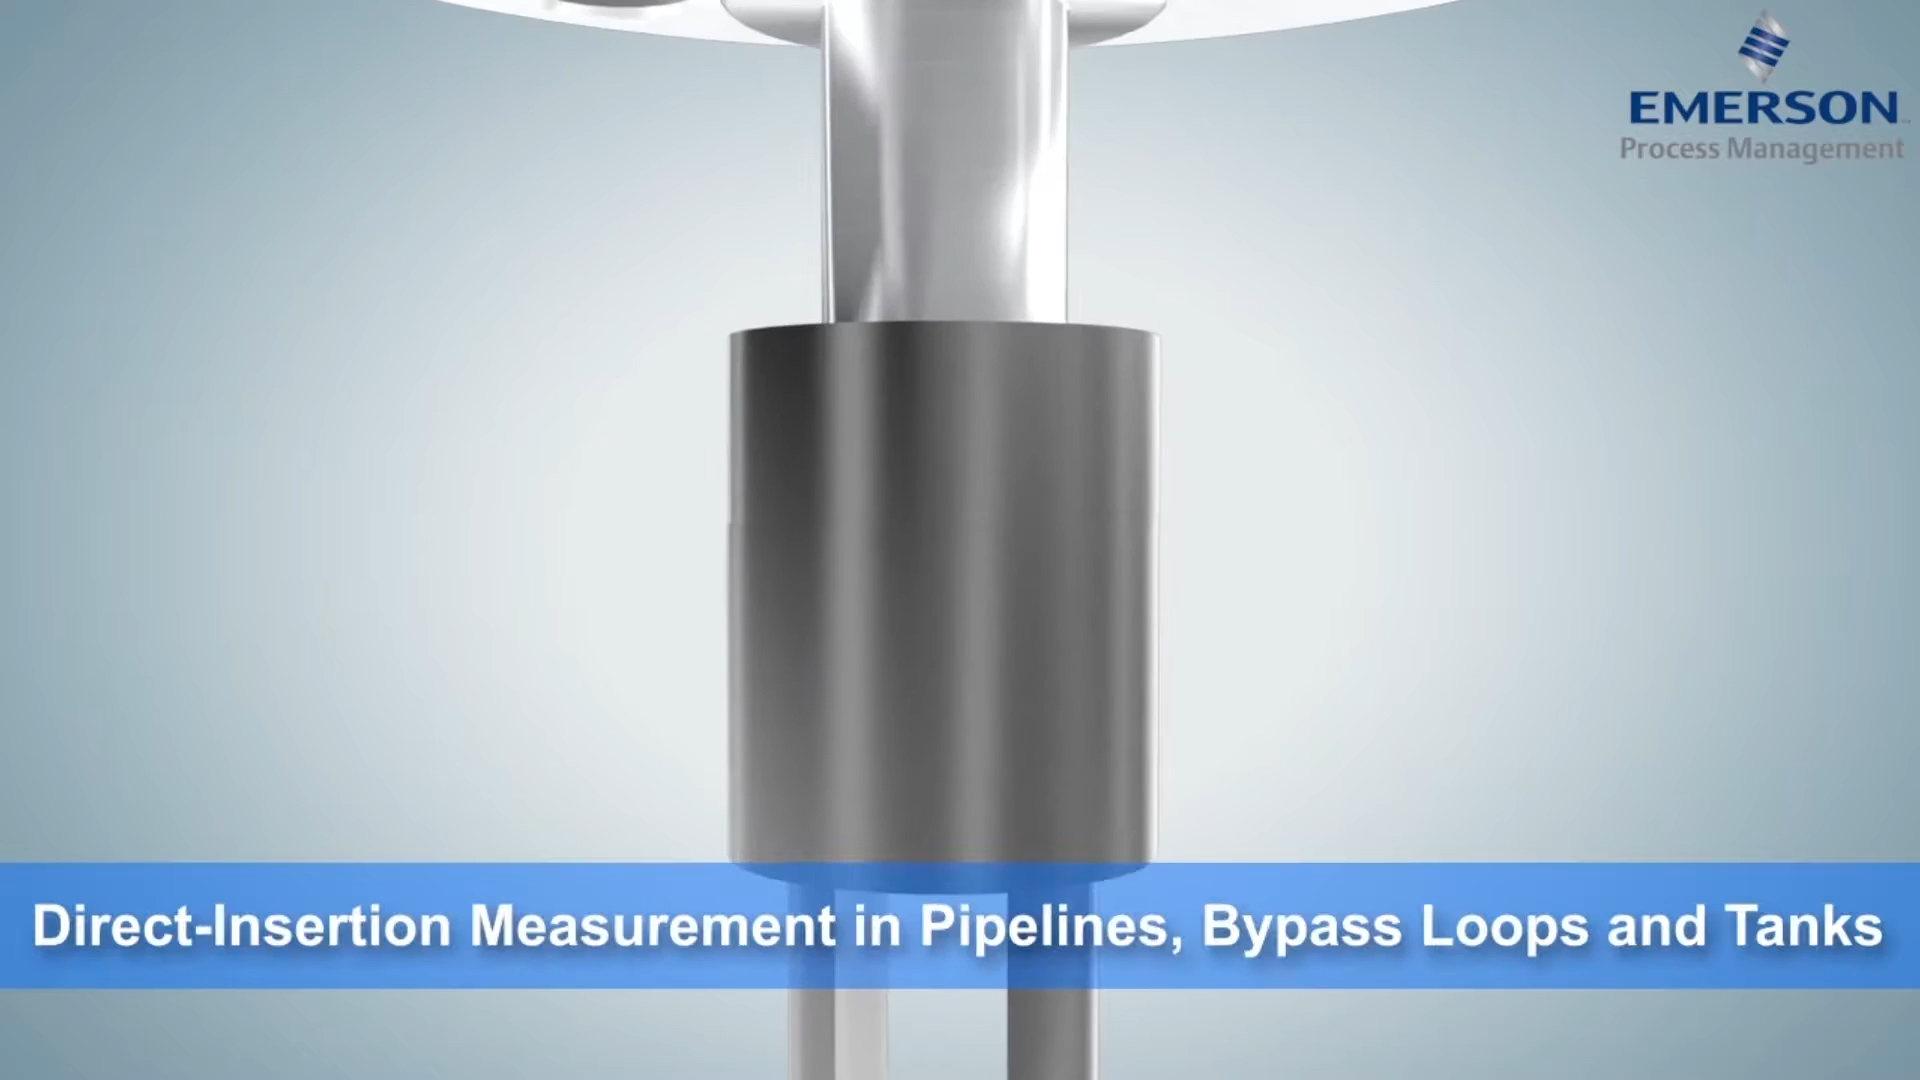 EMERSON
Process Management
Direct-Insertion Measurement in Pipelines, Bypass Loops and Tanks